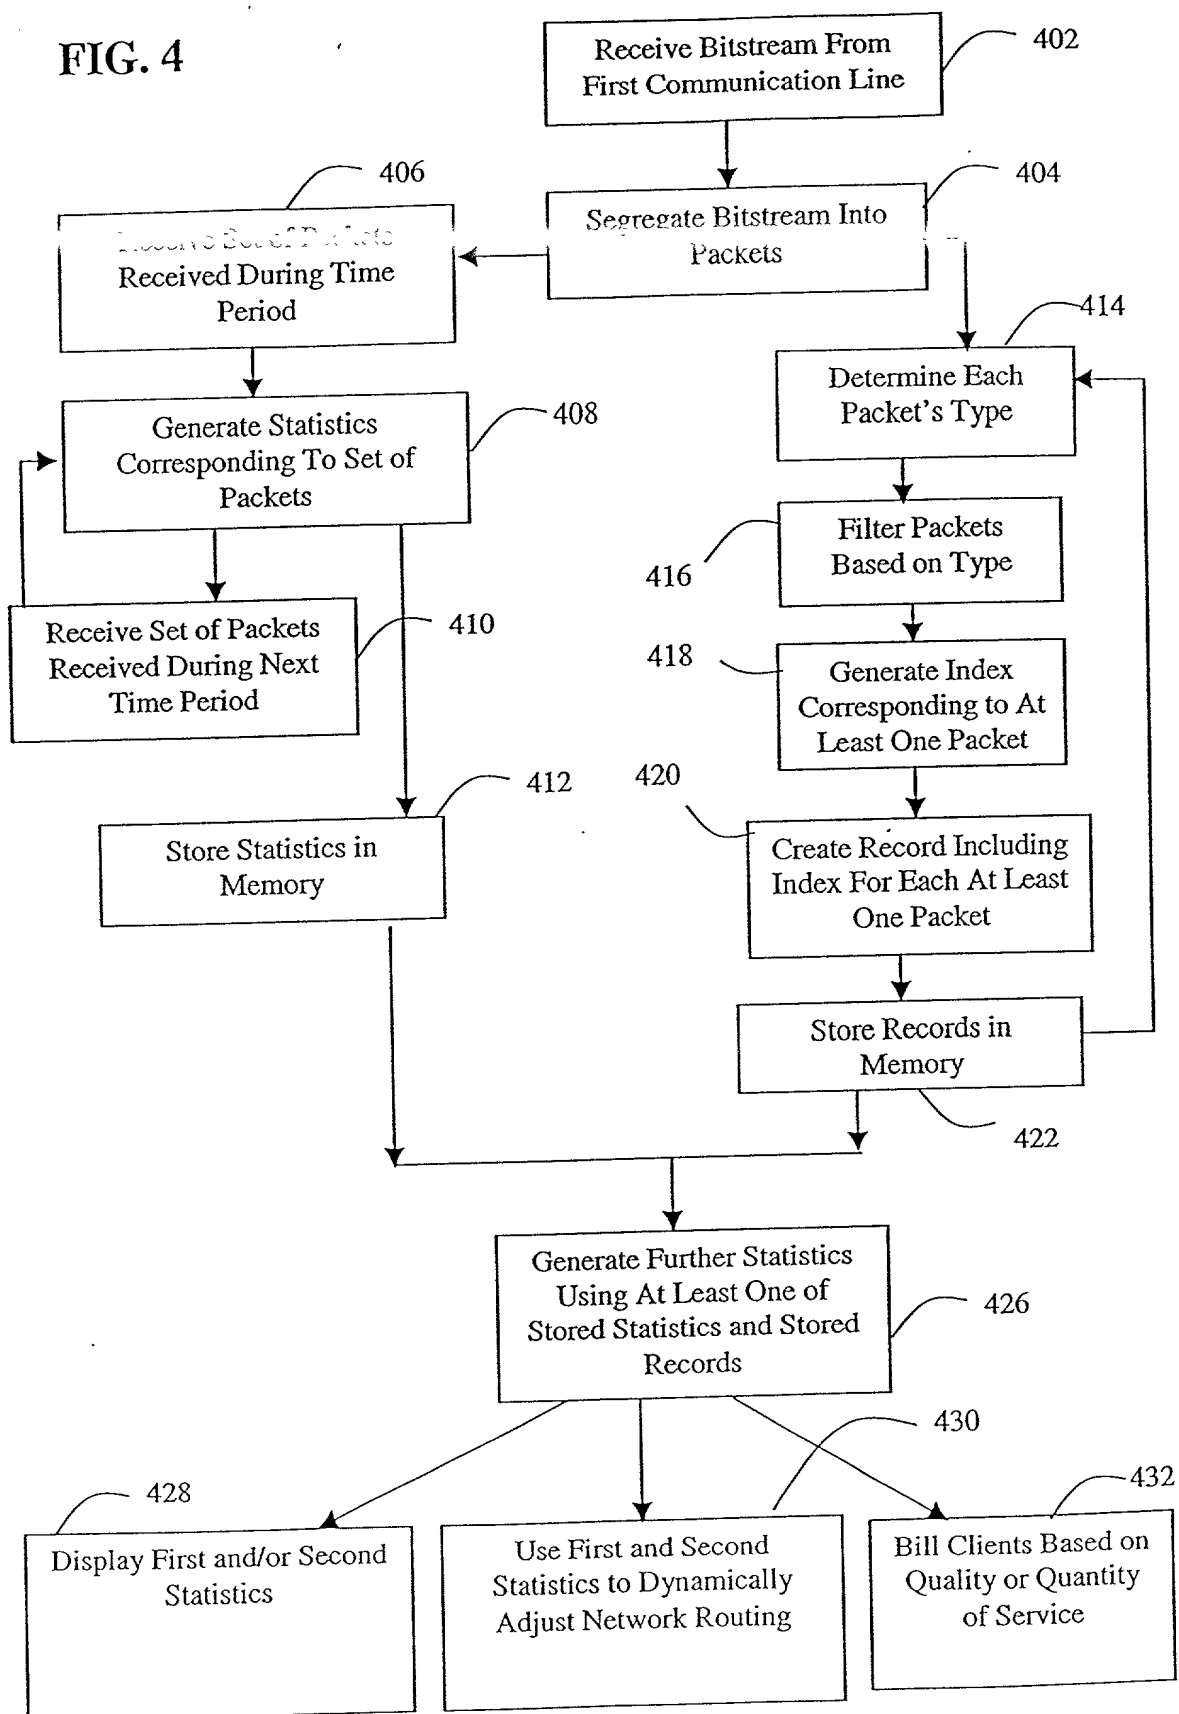 FIG. 4
Receive Bitstream From
First Communication Line
402
406
404
Segregate Bitstream Into
Packets
Receive Set of Packets
Received During Time
Period
414
Determine Each
Packet's Type
408
Generate Statistics
Corresponding To Set of
Packets
Filter Packets
Based on Type
416
410
Receive Set of Packets
Received During Next
Time Period
418
Generate Index
Corresponding to At
Least One Packet
412
420
Store Statistics in
Memory
Create Record Including
Index For Each At Least
One Packet
Store Records in
Memory
422
Generate Further Statistics
Using At Least One of
Stored Statistics and Stored
Records
426
430
428
432
Display First and/or Second
Statistics
Use First and Second
Statistics to Dynamically
Adjust Network Routing
Bill Clients Based on
Quality or Quantity
of Service